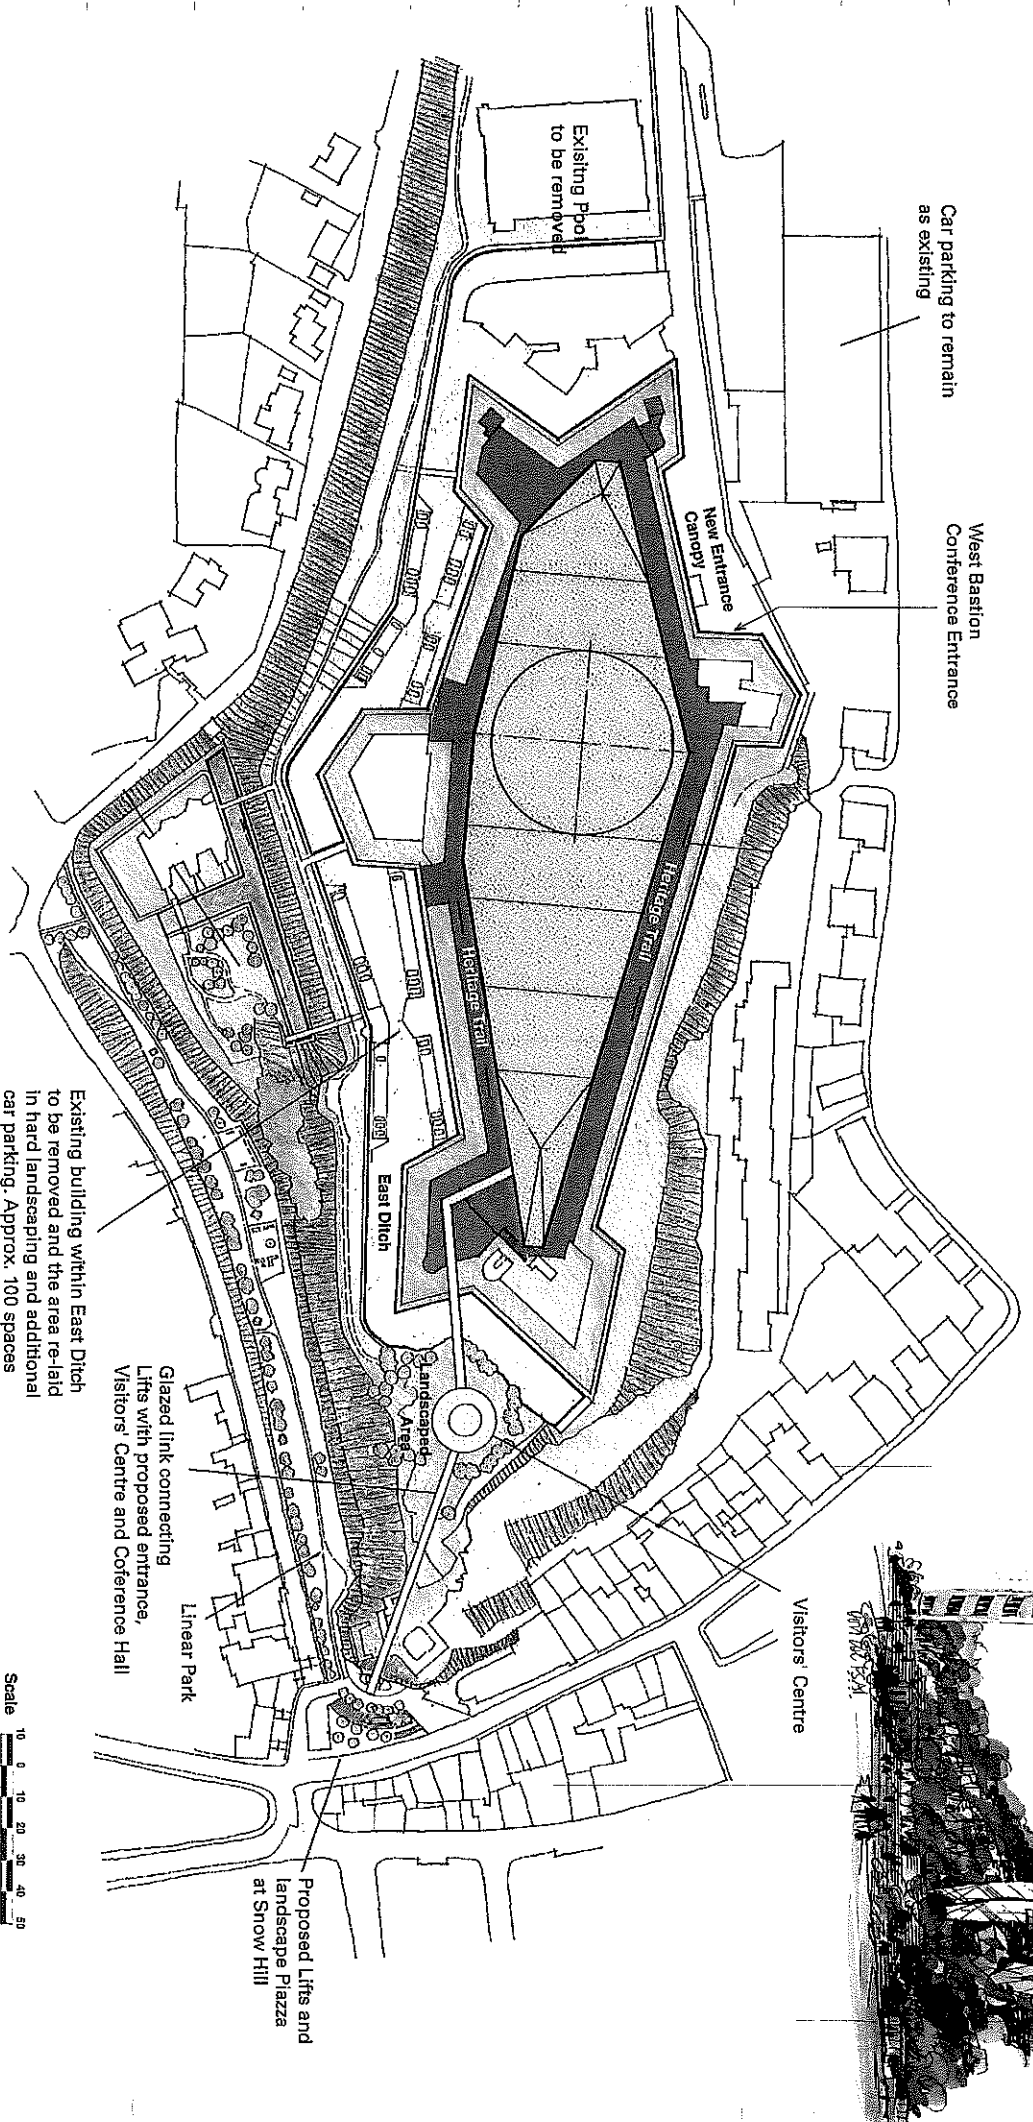 Car parking to remain
as existing
West Bastion
Conference Entrance
Exisitng Pool
to be removed
New Entrance
Canopy
Heritage Trail
Heritage Trail
East Ditch
Landscaped
Area
Visitors' Centre
Existing building within East Ditch
to be removed and the area re-laid
in hard landscaping and additional
car parking. Approx. 100 spaces
Glazed link connecting
Lifts with proposed entrance,
Visitors' Centre and Coference Hall
Linear Park
Proposed Lifts and
landscape Piazza
at Snow Hill
Scale
10 0 10 20 30 40 50